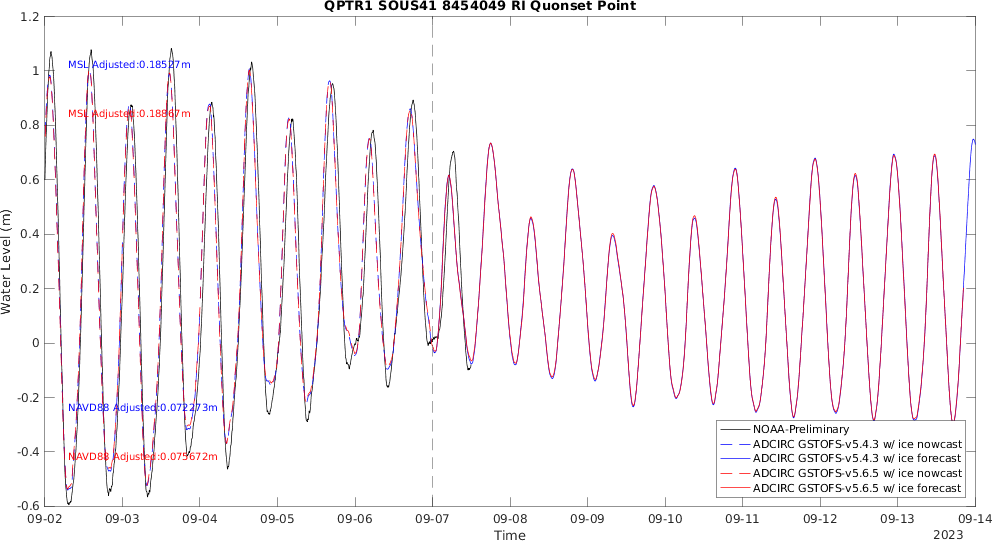 QPTR1 SOUS41 8454049 RI Quonset Point
1.2
1
0.8
0.6
0.4
0.2
0
-0.2
-0.4
-0.6
Water Level (m)
MSL Adjusted:0.18527m
MSL Adjusted:0.18867m
NAVD88 Adjusted:0.072273m
NAVD88 Adjusted:0.075672m
NOAA-Preliminary
ADCIRC GSTOFS-v5.4.3 w/ ice nowcast
ADCIRC GSTOFS-v5.4.3 w/ ice forecast
ADCIRC GSTOFS-v5.6.5 w/ ice nowcast
ADCIRC GSTOFS-v5.6.5 w/ ice forecast
09-02 09-03 09-04 09-05 09-06 09-07 09-08 09-09 09-10 09-11 09-12 09-13 09-14
Time
2023